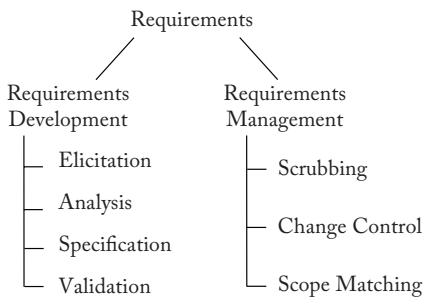 Requirements
Requirements
Development
Elicitation
Analysis
Specification
Validation
Requirements
Management
Scrubbing
Change Control
Scope Matching